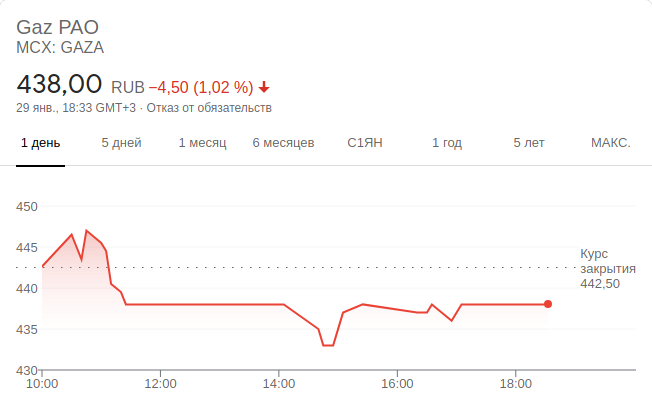 Gaz PAO
MCX: GAZA
438,00 RUB −4,50 (1,02 %)
29 янв., 18:33 GMT+3 · Отказ от обязательств
1 день 5 дней 1 месяц 6 месяцев С1ЯН 1 год 5 лет МАКС.
450
445
440
435
430
Курс
закрытия
442,50
10:00 12:00 14:00 16:00 18:00